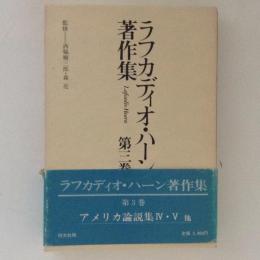 ラフカディオ・ハーン
著作集
Lafcadio Hearn
第三巻
ラフカディオ・ハーン著作集
第3巻
アメリカ論説集Ⅳ・Ⅴ 他
恒文社版